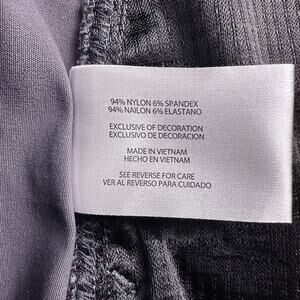 94% NYLON 6% SPANDEX
94% NAILON 6% ELASTANO
EXCLUSIVE OF DECORATION
EXCLUSIVO DE DECORACION
MADE IN VIETNAM
HECHO EN VIETNAM
SEE REVERSE FOR CARE
VER AL REVERSO PARA CUIDADO